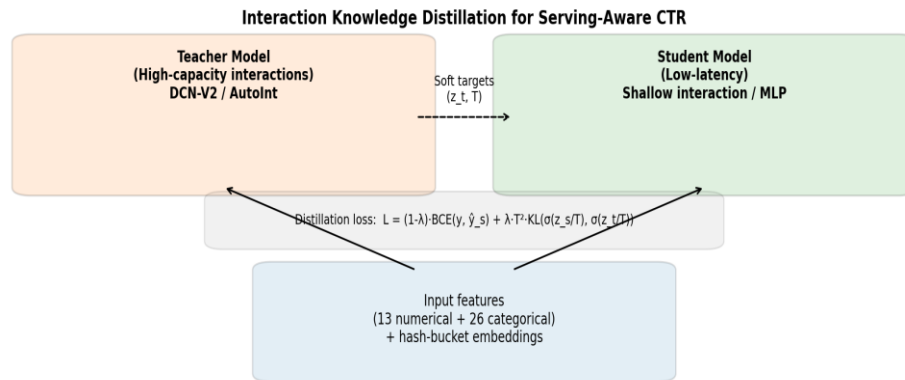 Interaction Knowledge Distillation for Serving-Aware CTR
Teacher Model
(High-capacity interactions)
DCN-V2 / AutoInt
Soft targets
(z_t, T)
Student Model
(Low-latency)
Shallow interaction / MLP
Distillation loss: L = (1-λ)·BCE(y, ŷ_s) + λ·T²·KL(σ(z_s/T), σ(z_t/T))
Input features
(13 numerical + 26 categorical)
+ hash-bucket embeddings